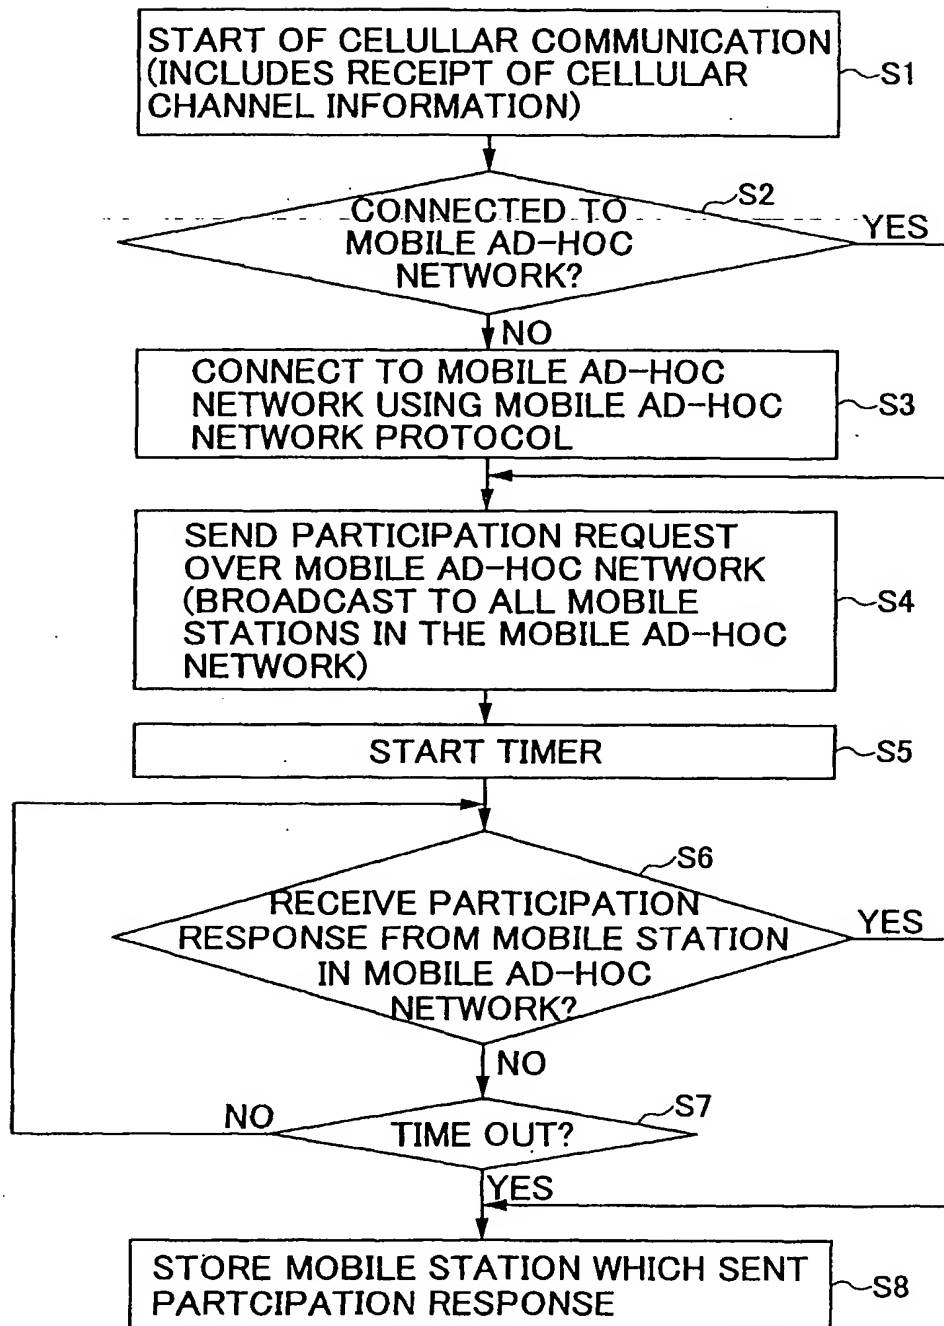 START OF CELULLAR COMMUNICATION
(INCLUDES RECEIPT OF CELLULAR
CHANNEL INFORMATION)
S1
S2
CONNECTED TO
MOBILE AD-HOC
NETWORK?
YES
NO
CONNECT TO MOBILE AD-HOC
NETWORK USING MOBILE AD-HOC
NETWORK PROTOCOL
S3
SEND PARTICIPATION REQUEST
OVER MOBILE AD-HOC NETWORK
(BROADCAST TO ALL MOBILE
STATIONS IN THE MOBILE AD-HOC
NETWORK)
S4
START TIMER
S5
S6
RECEIVE PARTICIPATION
RESPONSE FROM MOBILE STATION
IN MOBILE AD-HOC
NETWORK?
YES
NO
S7
NO
TIME OUT?
YES
STORE MOBILE STATION WHICH SENT
PARTCIPATION RESPONSE
S8